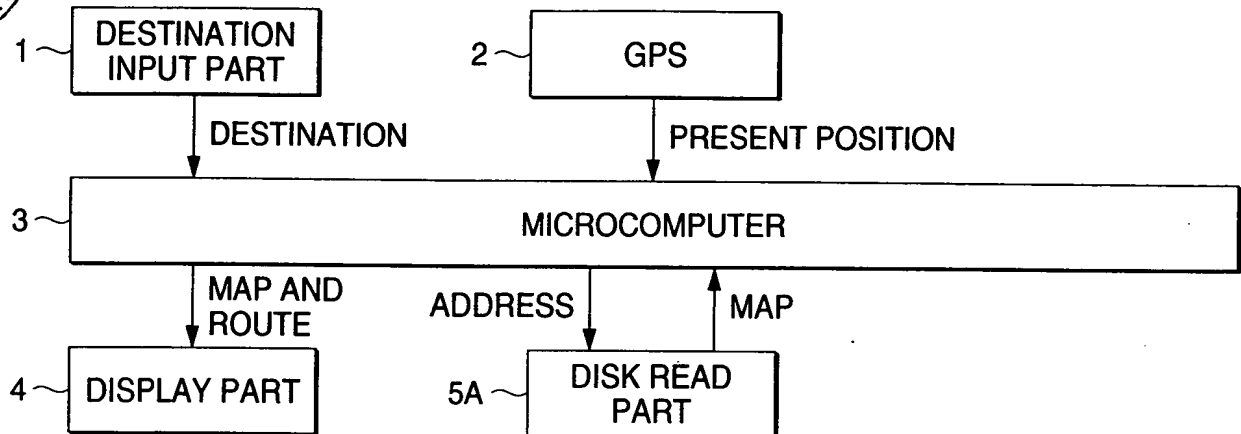 1
DESTINATION
INPUT PART
2
GPS
DESTINATION
PRESENT POSITION
3
MICROCOMPUTER
MAP AND
ROUTE
ADDRESS
MAP
4
DISPLAY PART
5A
DISK READ
PART